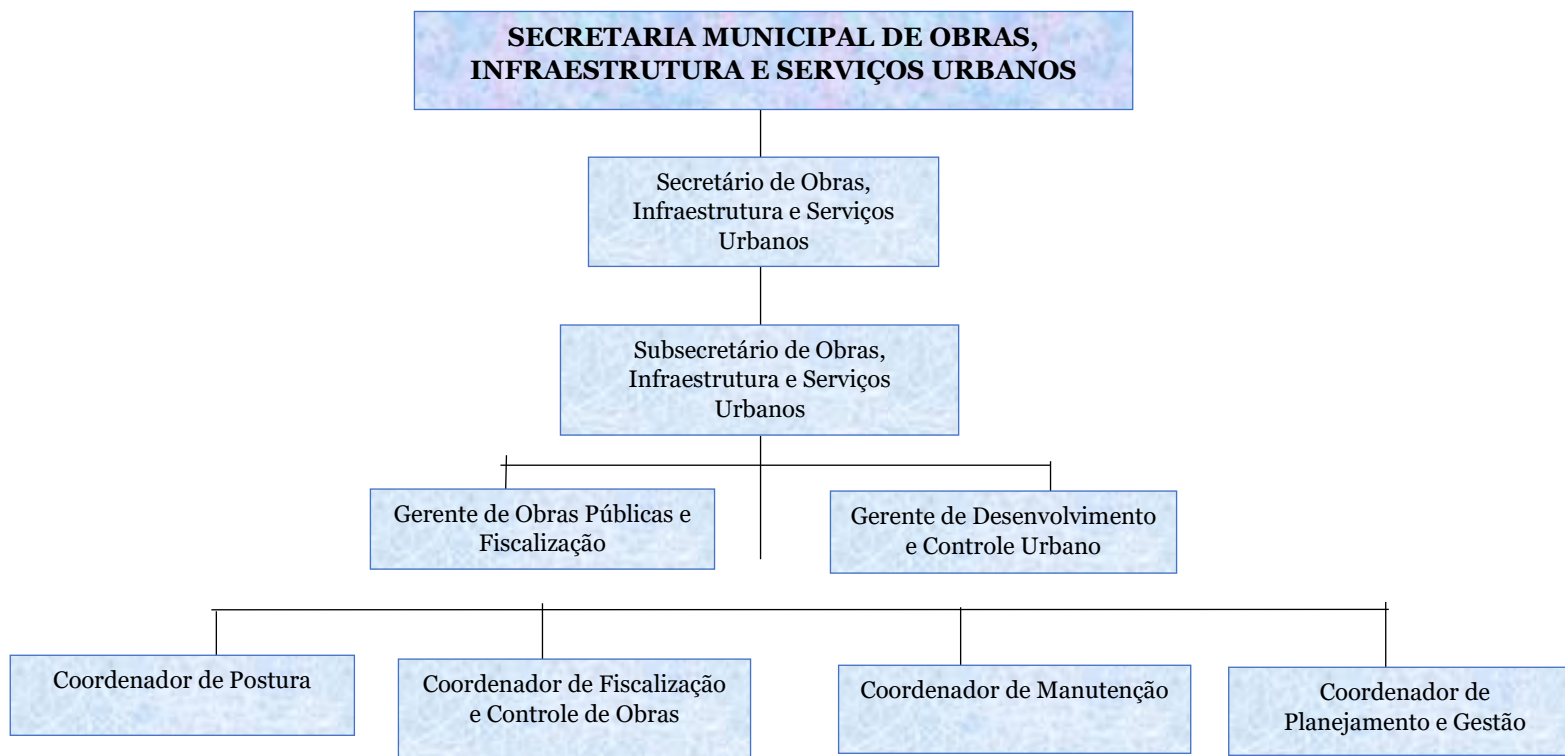 SECRETARIA MUNICIPAL DE OBRAS,
INFRAESTRUTURA E SERVIÇOS URBANOS
Secretário de Obras,
Infraestrutura e Serviços
Urbanos
Subsecretário de Obras,
Infraestrutura e Serviços
Urbanos
Gerente de Obras Públicas e
Fiscalização
Gerente de Desenvolvimento
e Controle Urbano
Coordenador de Postura
Coordenador de Fiscalização
e Controle de Obras
Coordenador de Manutenção
Coordenador de
Planejamento e Gestão